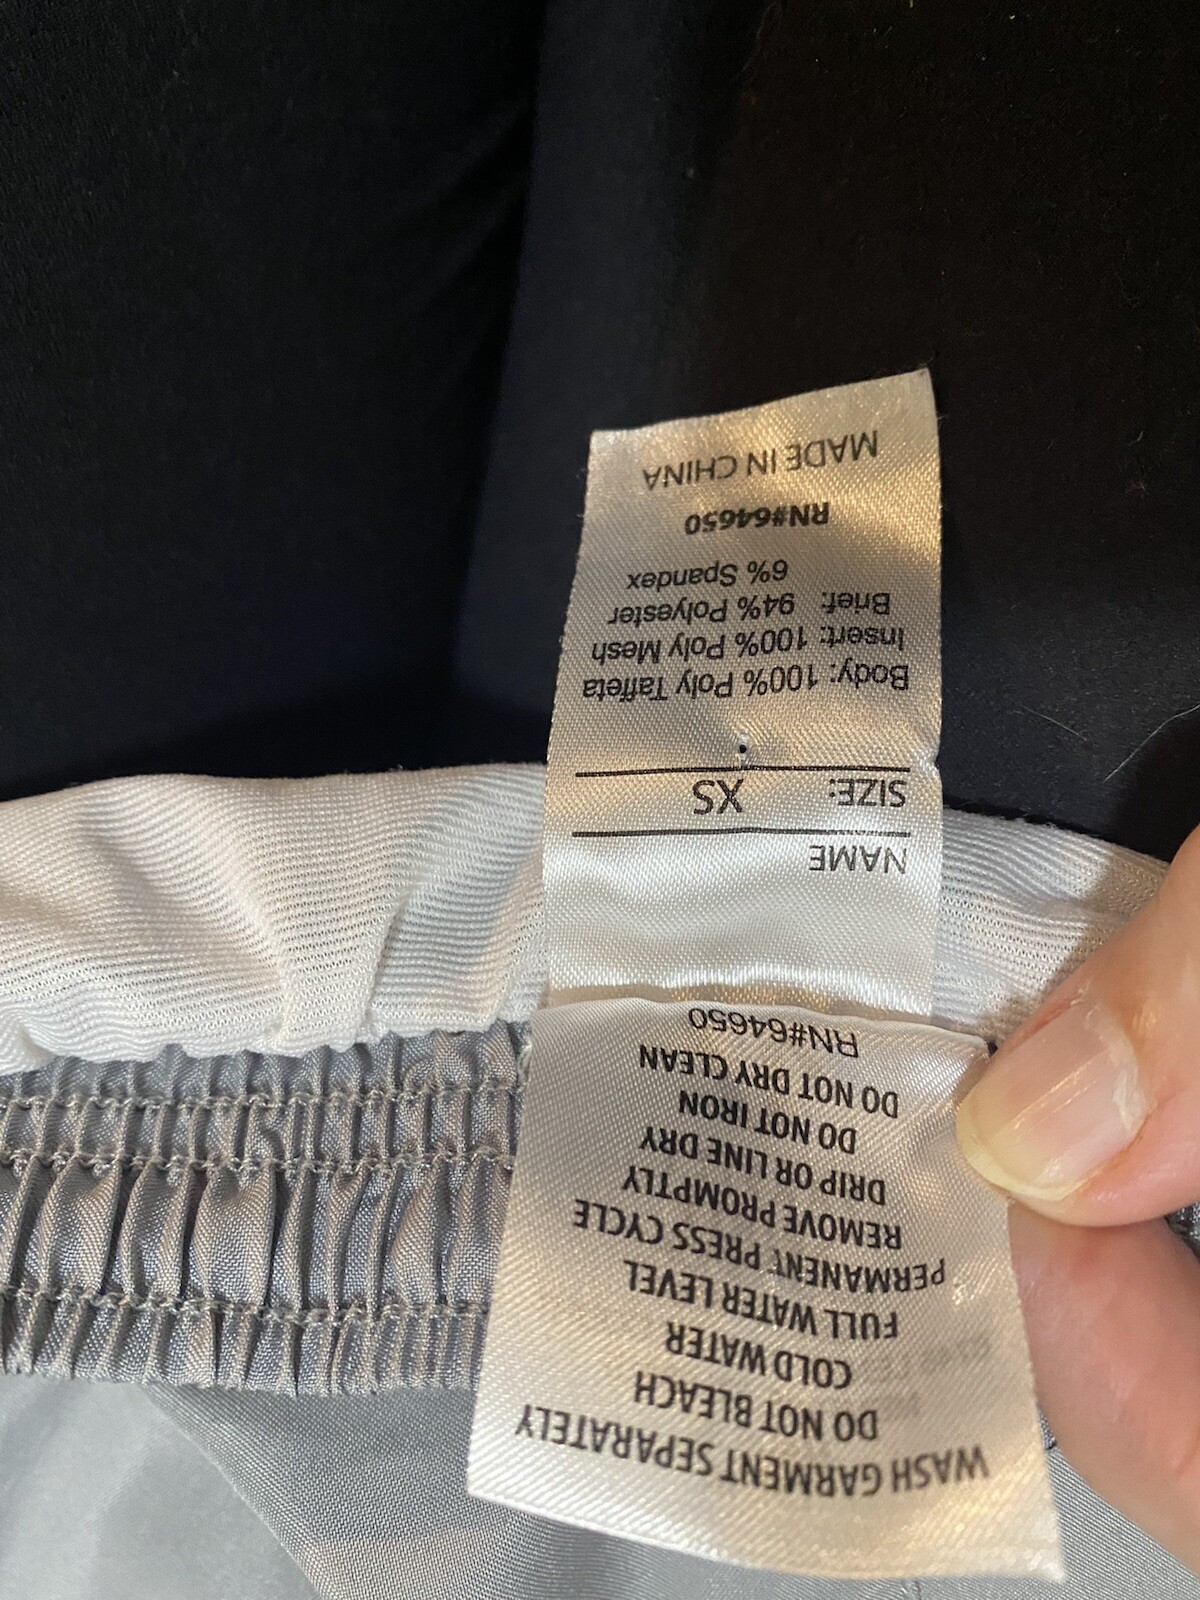 WASH GARMENT SEPARATELY
DO NOT BLEACH
COLD WATER
FULL WATER LEVEL
PERMANENT PRESS CYCLE
REMOVE PROMPTLY
DRIP OR LINE DRY
DO NOT IRON
DO NOT DRY CLEAN
RN#64650
NAME
SIZE: XS
Body: 100% Poly Taffeta
Insert: 100% Poly Mesh
Brief: 94% Polyester
6% Spandex
RN#64650
MADE IN CHINA